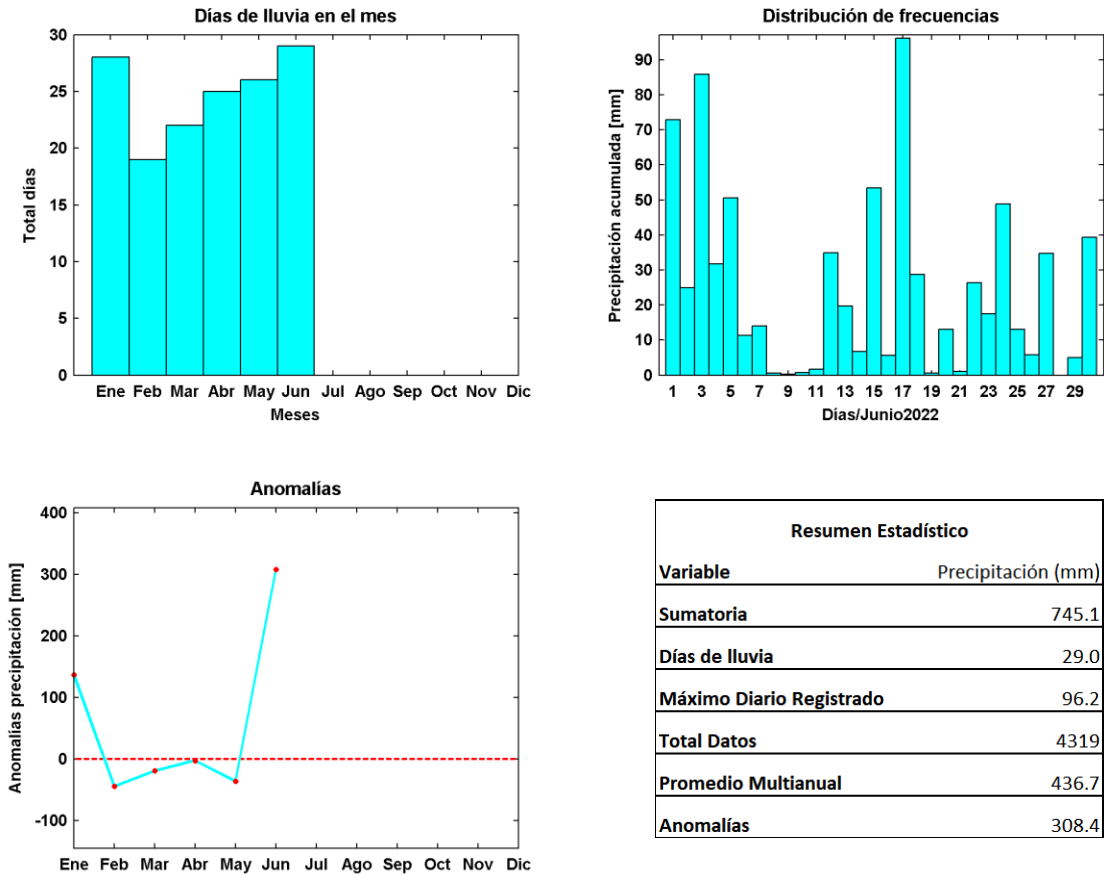 Días de lluvia en el mes
30
25
20
15
10
5
0
Total días
Ene Feb Mar Abr May Jun Jul Ago Sep Oct Nov Dic
Meses
Distribución de frecuencias
90
80
70
60
50
40
30
20
10
0
Precipitación acumulada [mm]
1 3 5 7 9 11 13 15 17 19 21 23 25 27 29
Días/Junio2022
Anomalías
400
300
200
100
0
-100
Anomalías precipitación [mm]
Ene Feb Mar Abr May Jun Jul Ago Sep Oct Nov Dic
Resumen Estadístico
Variable Precipitación (mm)
Sumatoria 745.1
Días de lluvia 29.0
Máximo Diario Registrado 96.2
Total Datos 4319
Promedio Multianual 436.7
Anomalías 308.4